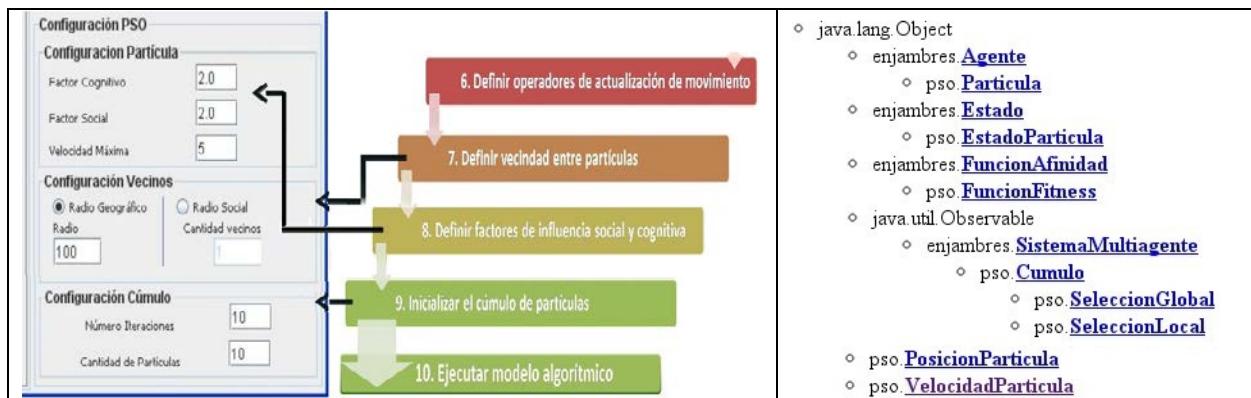 Configuración PSO
Configuracion Partícula
Factor Cognitivo 2.0
Factor Social 2.0
Velocidad Máxima 5
Configuración Vecinos
Radio Geográfico Radio Social
Radio Cantidad vecinos
100 1
Configuración Cúmulo
Número Iteraciones 10
Cantidad de Partículas 10
6. Definir operadores de actualización de movimiento
7. Definir vecindad entre partículas
8. Definir factores de influencia social y cognitiva
9. Inicializar el cúmulo de partículas
10. Ejecutar modelo algorítmico
java.lang.Object
enjambres.Agente
pso.Particula
enjambres.Estado
pso.EstadoParticula
enjambres.FuncionAfinidad
pso.FuncionFitness
java.util.Observable
enjambres.SistemaMultiagente
pso.Cumulo
pso.SeleccionGlobal
pso.SeleccionLocal
pso.PosicionParticula
pso.VelocidadParticula